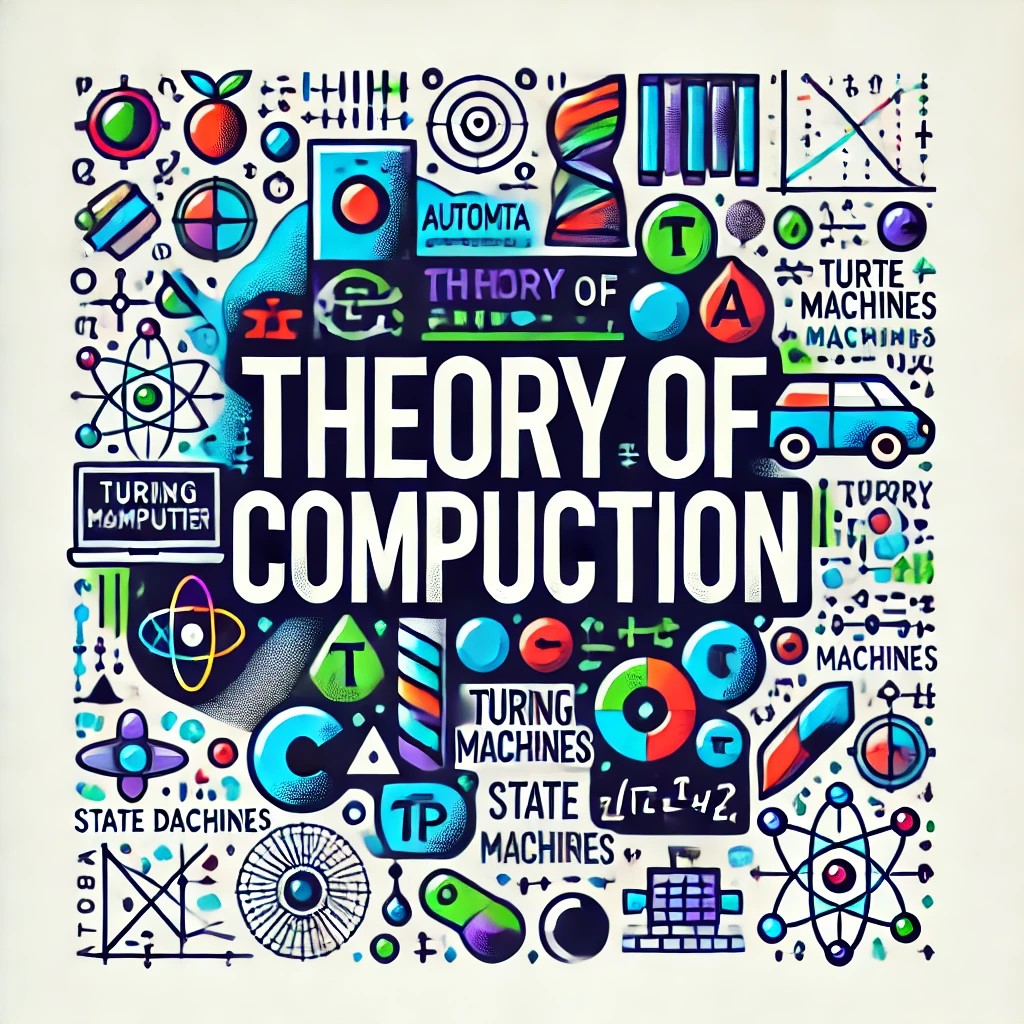 AUTOMTA
THHORY OF
T
A
TURTE
MACHINES
MACHINES
THEORY OF
COMPUCTION
TURING
MOMPUTTER
TURRY
T
MACHINES
TURING
MACHINES
C
TP
STATE
MACHIRES
STATE DACHINES